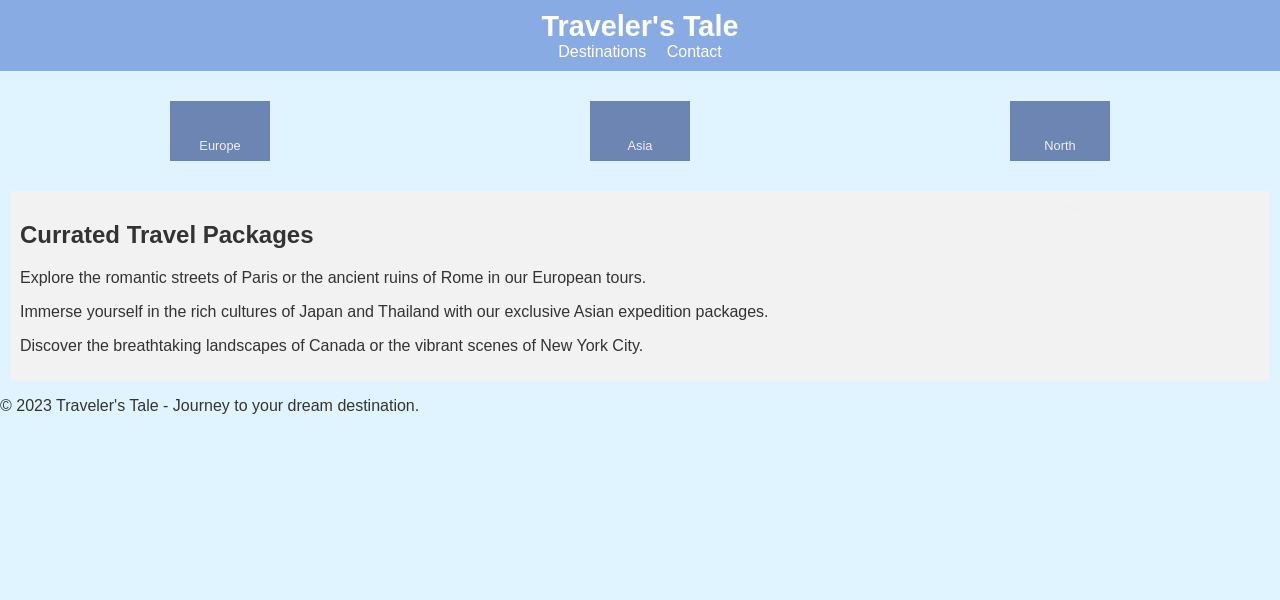 Traveler's Tale
Destinations Contact
Europe
Asia
North
Currated Travel Packages
Explore the romantic streets of Paris or the ancient ruins of Rome in our European tours.
Immerse yourself in the rich cultures of Japan and Thailand with our exclusive Asian expedition packages.
Discover the breathtaking landscapes of Canada or the vibrant scenes of New York City.
© 2023 Traveler's Tale - Journey to your dream destination.